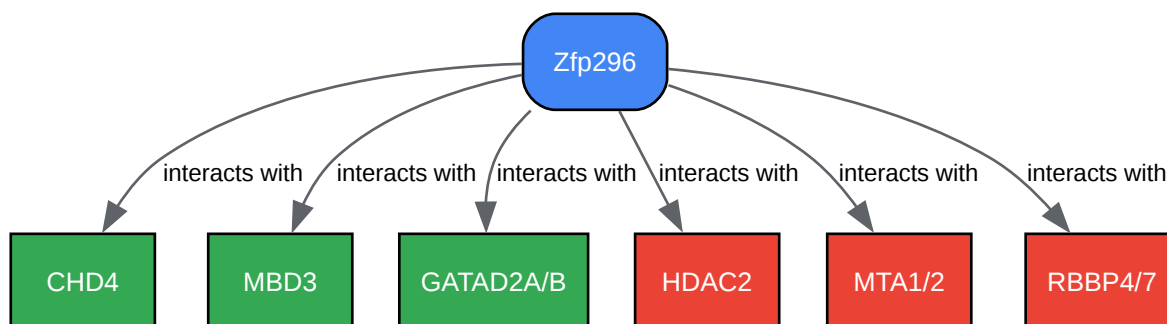 Zfp296
interacts with
interacts with
interacts with
interacts with
interacts with
interacts with
CHD4
MBD3
GATAD2A/B
HDAC2
MTA1/2
RBBP4/7